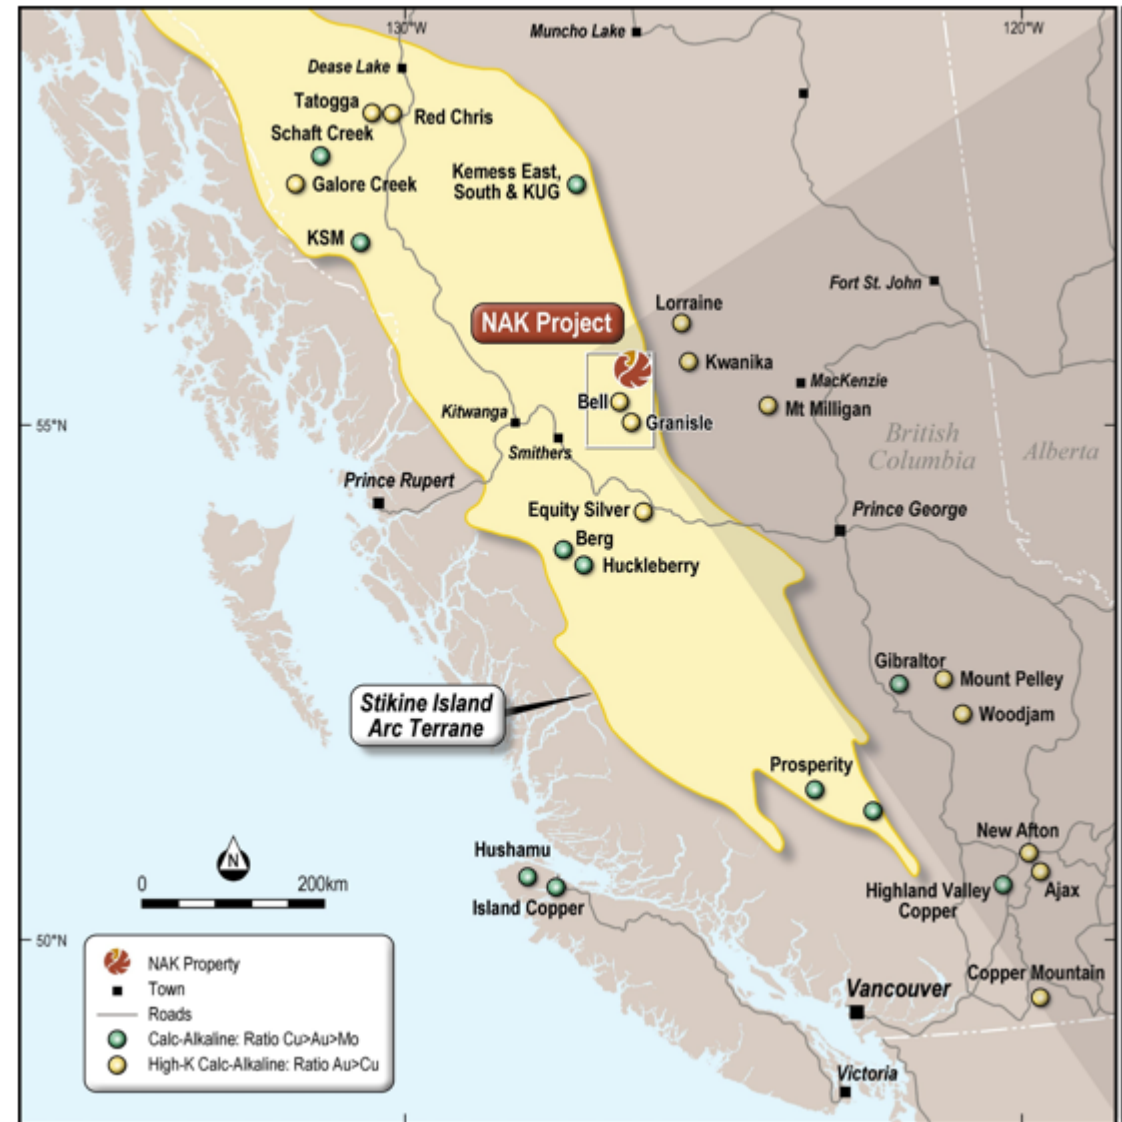 130°W
120°W
Muncho Lake
Dease Lake
Tatogga
Red Chris
Schaft Creek
Galore Creek
Kemess East,
South & KUG
KSM
Fort St. John
Lorraine
NAK Project
Kwanika
MacKenzie
Bell
Mt Milligan
Kitwanga
Granisle
55°N
British
Columbia
Alberta
Smithers
Prince Rupert
Equity Silver
Prince George
Berg
Huckleberry
Gibraltor
Mount Pelley
Stikine Island
Arc Terrane
Woodjam
Prosperity
New Afton
Hushamu
N
0
200km
Highland Valley
Copper
Ajax
Island Copper
50°N
NAK Property
Town
Roads
Calc-Alkaline: Ratio Cu>Au>Mo
High-K Calc-Alkaline: Ratio Au>Cu
Copper Mountain
Vancouver
Victoria